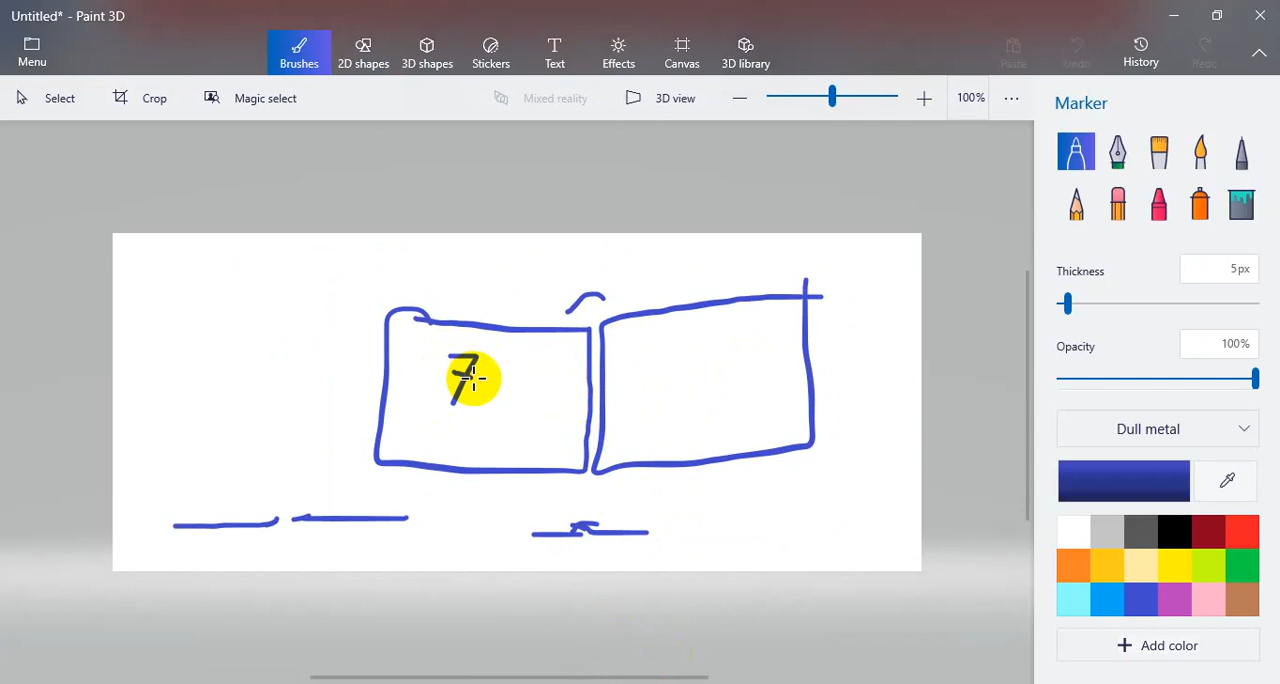 Untitled* - Paint 3D
Menu
Brushes
2D shapes
3D shapes
Stickers
Text
Effects
Canvas
3D library
Paste
Undo
History
Redo
Select
Crop
Magic select
Mixed reality
3D view
100%
Marker
Thickness
5px
Opacity
100%
Dull metal
Add color
7